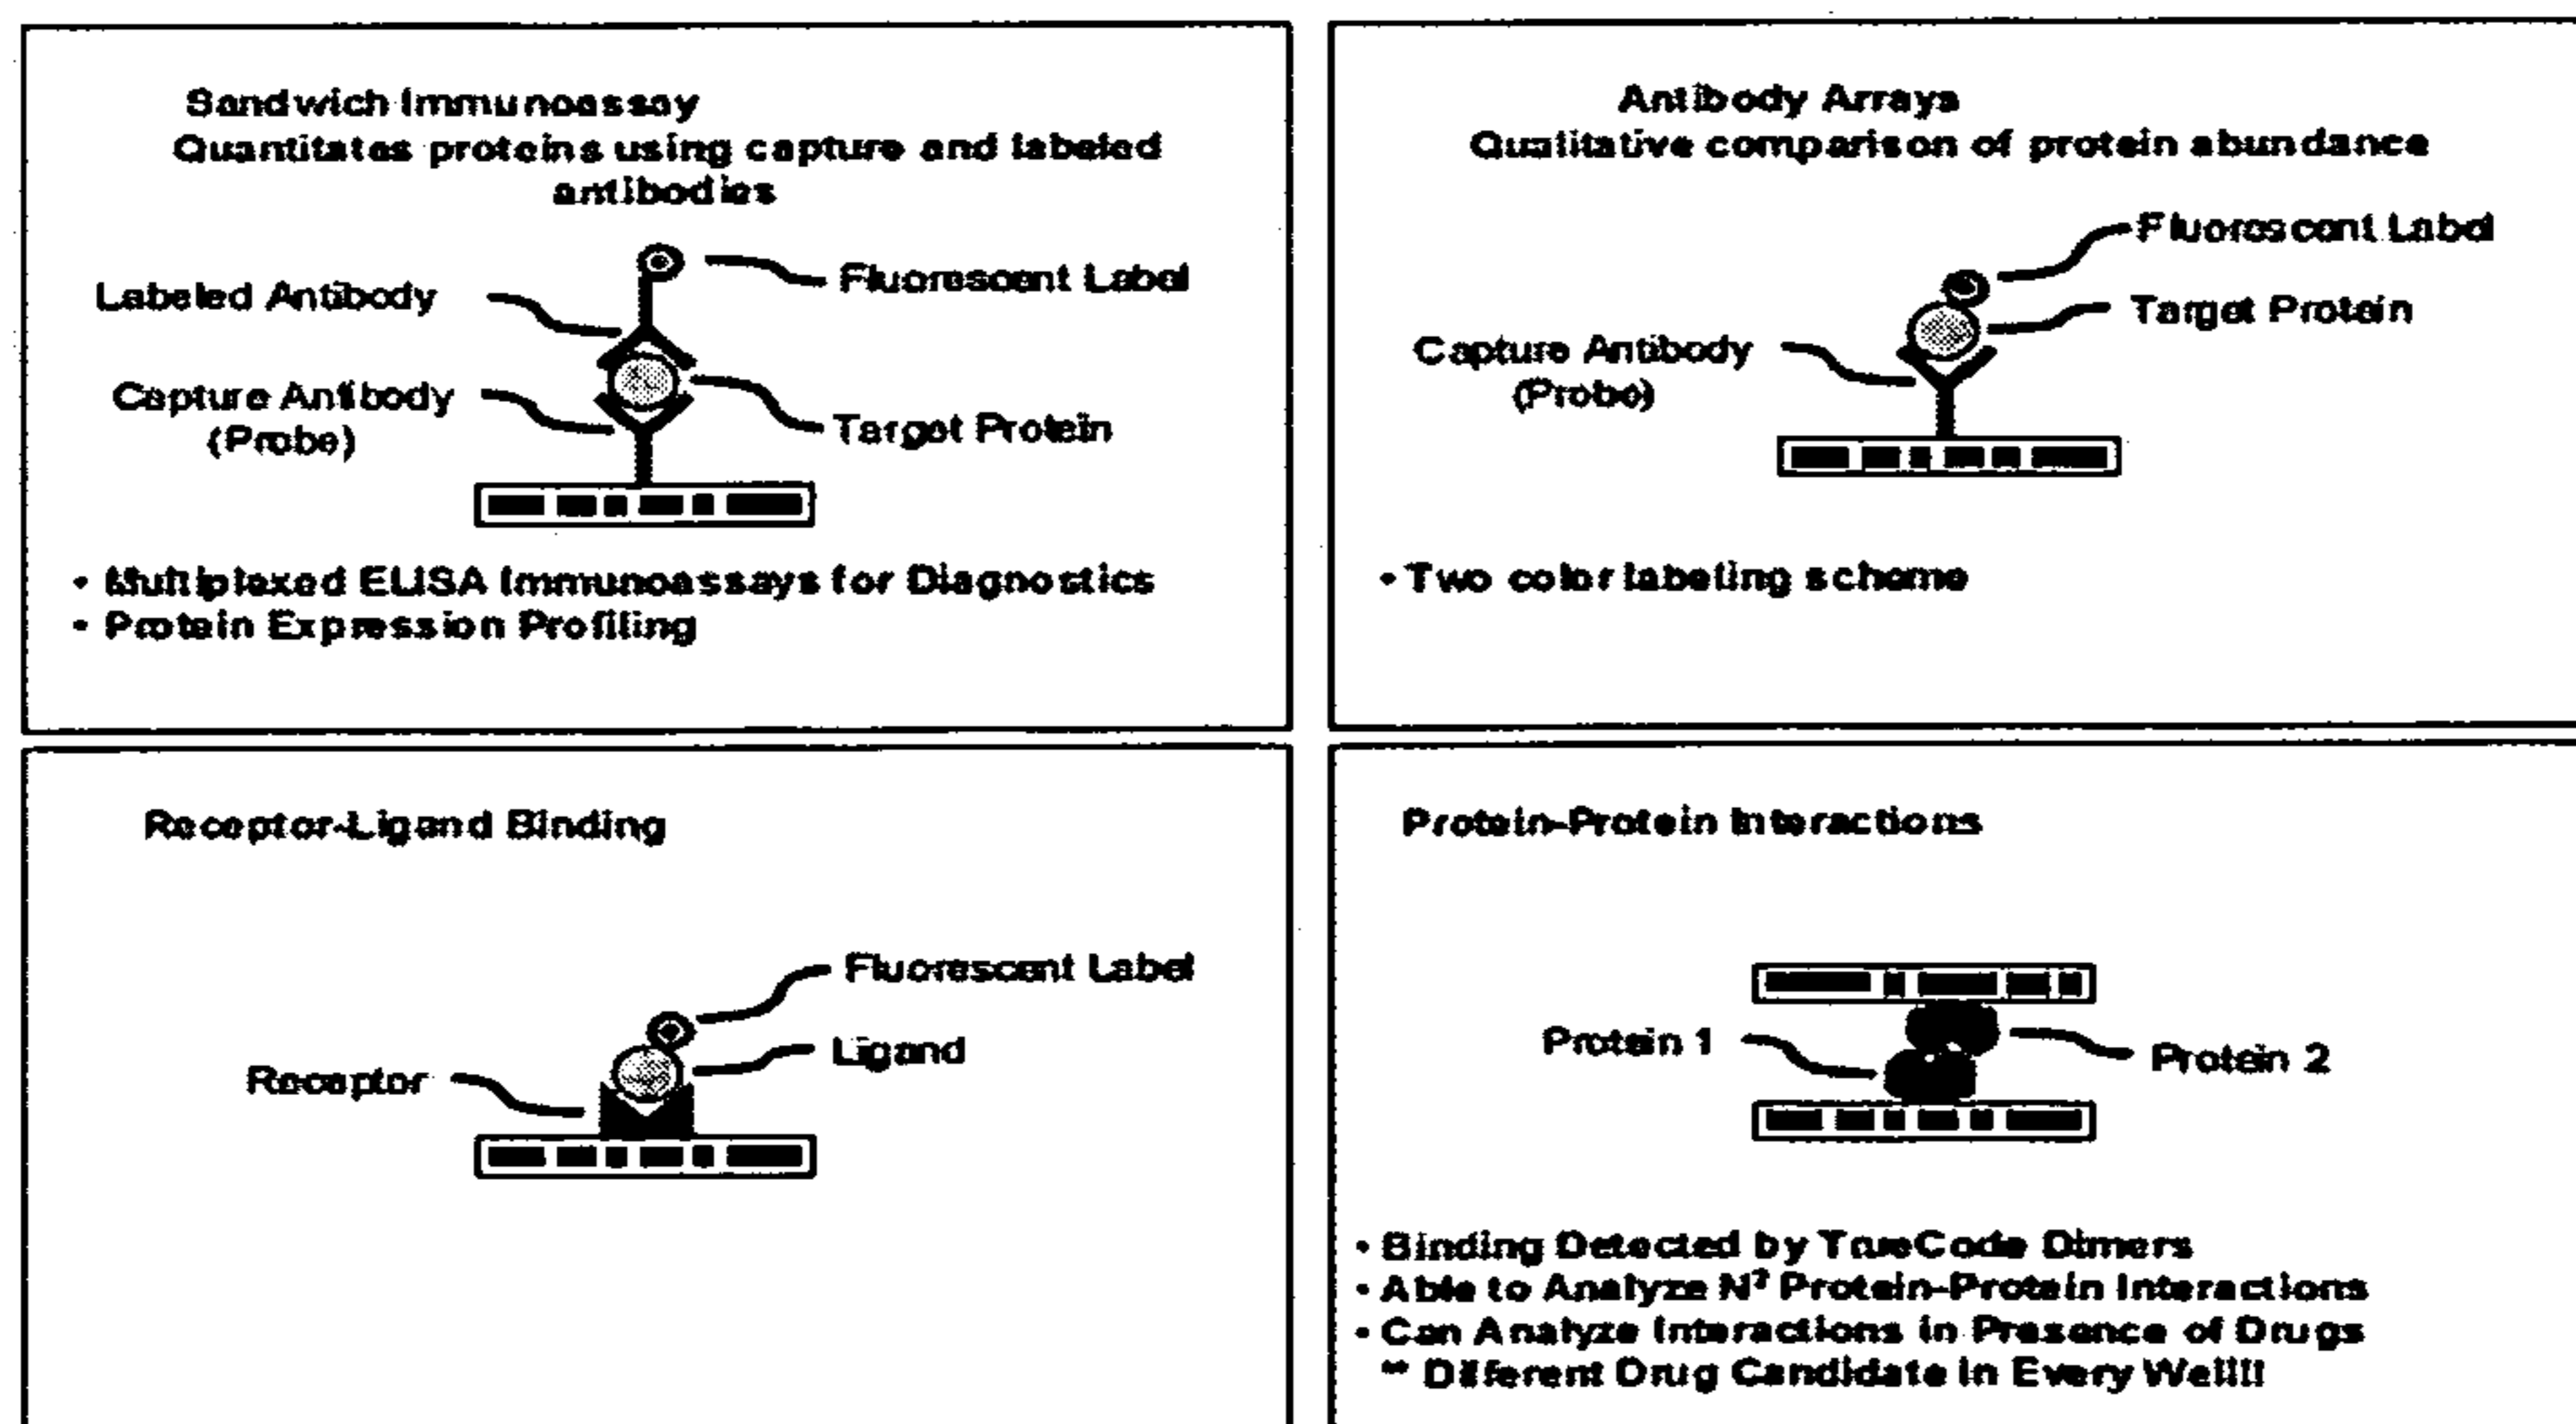 Sandwich Immunoassay
Quantitates proteins using capture and labeled
antibodies
Labeled Antibody
Fluorescent Label
Capture Antibody
(Probe)
Target Protein
• Multiplexed ELISA Immunoassays for Diagnostics
• Protein Expression Profiling
Antibody Arrays
Qualitative comparison of protein abundance
Fluorescent Label
Target Protein
Capture Antibody
(Probe)
• Two color labeling scheme
Receptor-Ligand Binding
Fluorescent Label
Ligand
Receptor
Protein-Protein Interactions
Protein 1
Protein 2
• Binding Detected by TrueCode Dimers
• Able to Analyze N² Protein-Protein Interactions
• Can Analyze Interactions in Presence of Drugs
** Different Drug Candidate in Every Well!!